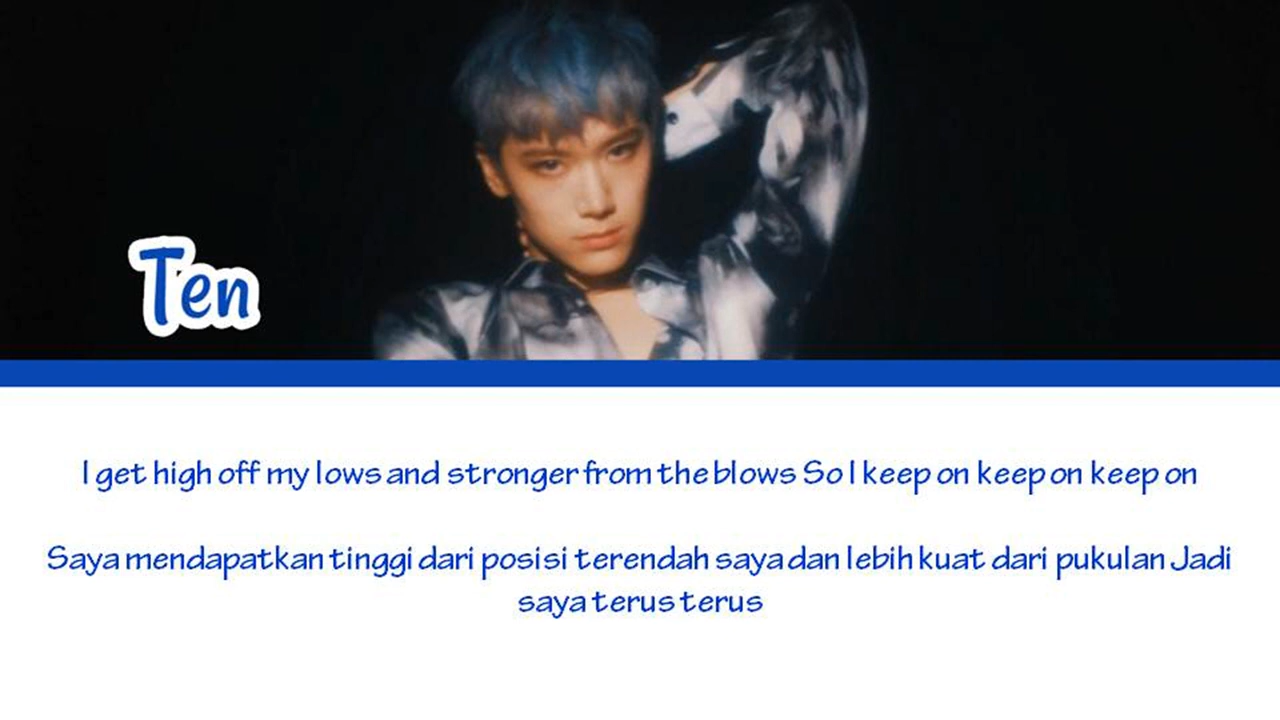 Ten
I get high off my lows and stronger from the blows So I keep on keep on keep on
Saya mendapatkan tinggi dari posisi terendah saya dan lebih kuat dari pukulan Jadi
saya terus terus